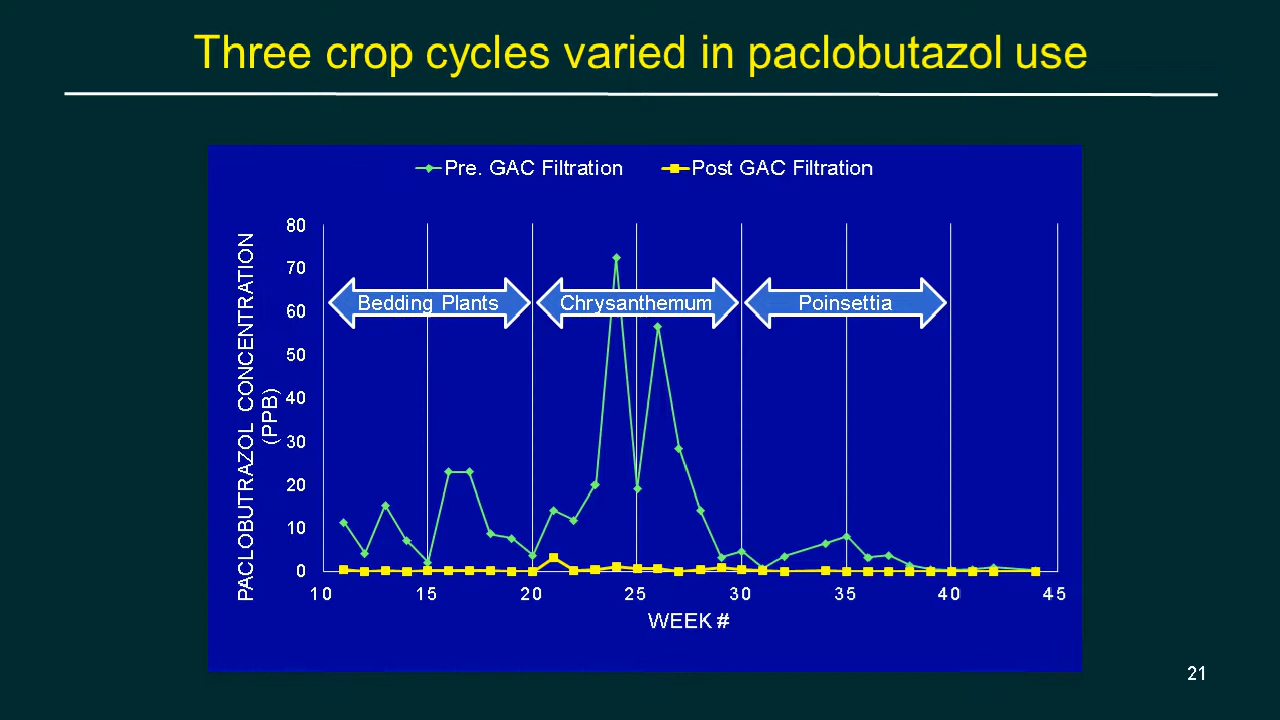 Three crop cycles varied in paclobutazol use
Pre. GAC Filtration
Post GAC Filtration
PACLOBUTRAZOL CONCENTRATION
(PPB)
80
70
60
50
40
30
20
10
0
Bedding Plants
Chrysanthemum
Poinsettia
10
15
20
25
30
35
40
45
WEEK #
21